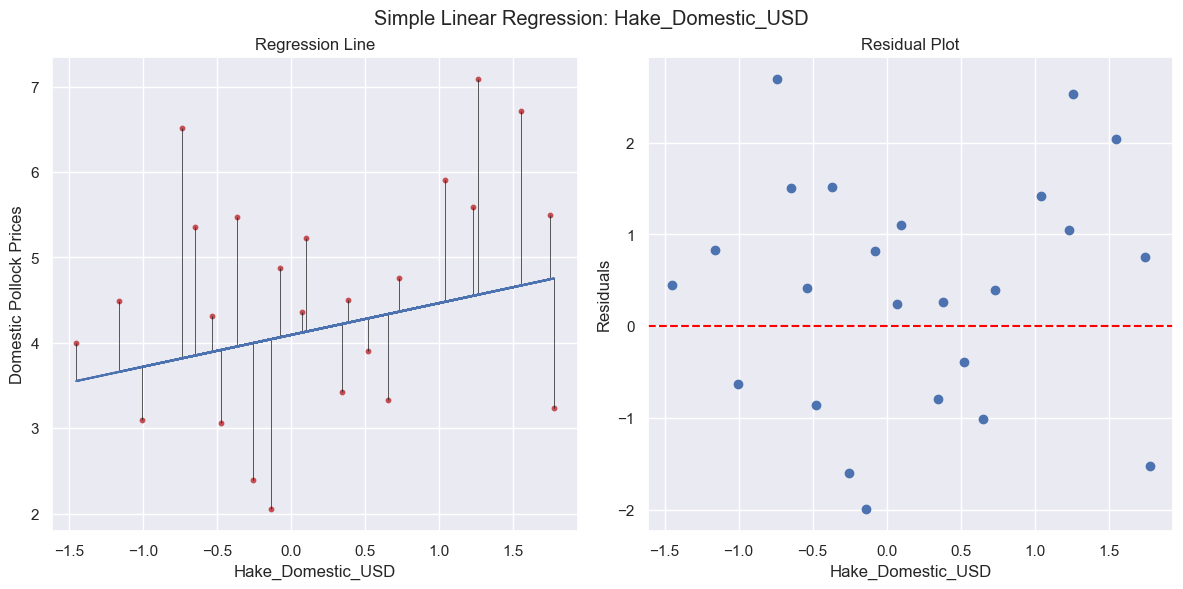 Simple Linear Regression: Hake_Domestic_USD
Regression Line
Domestic Pollock Prices
7
6
5
4
3
2
−1.5 −1.0 −0.5 0.0 0.5 1.0 1.5
Hake_Domestic_USD
Residual Plot
Residuals
2
1
0
−1
−2
−1.5 −1.0 −0.5 0.0 0.5 1.0 1.5
Hake_Domestic_USD